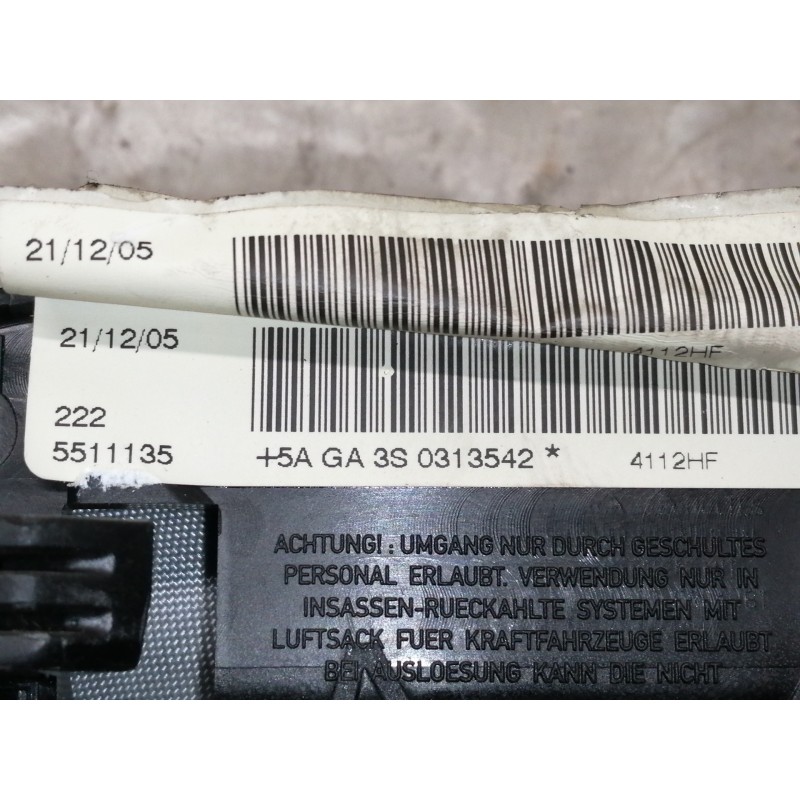 21/12/05
4112HF
21/12/05
222
5511135
+5A GA 3S 0313542 *
4112HF
ACHTUNG! : UMGANG NUR DURCH GESCHULTES
PERSONAL ERLAUBT. VERWENDUNG NUR IN
INSASSEN-RUECKAHLTE SYSTEMEN MIT
LUFTSACK FUER KRAFTFAHRZEUGE ERLAUBT
BEI AUSLOESUNG KANN DIE NICHT